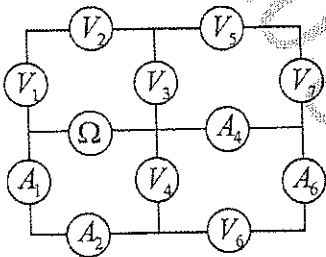 V₂ V₅
V₁ V₃ V₇
Ω A₄
A₁ V₄ A₆
A₂ V₆